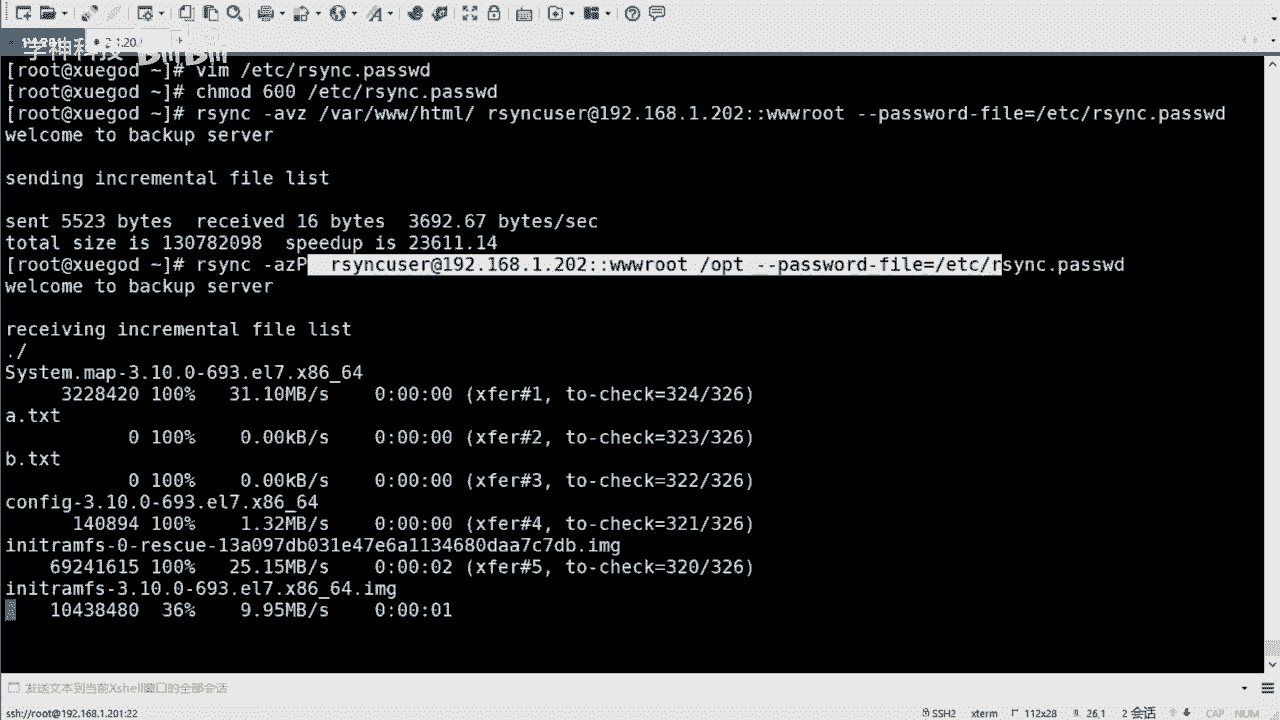 学神科技 bilibili
[root@xuegod ~]# vim /etc/rsync.passwd
[root@xuegod ~]# chmod 600 /etc/rsync.passwd
[root@xuegod ~]# rsync -avz /var/www/html/ rsyncuser@192.168.1.202::wwwroot --password-file=/etc/rsync.passwd
welcome to backup server
sending incremental file list
sent 5523 bytes  received 16 bytes  3692.67 bytes/sec
total size is 130782098  speedup is 23611.14
[root@xuegod ~]# rsync -azP  rsyncuser@192.168.1.202::wwwroot /opt --password-file=/etc/rsync.passwd
welcome to backup server
receiving incremental file list
./
System.map-3.10.0-693.el7.x86_64
3228420 100%   31.10MB/s    0:00:00 (xfer#1, to-check=324/326)
a.txt
0 100%    0.00kB/s    0:00:00 (xfer#2, to-check=323/326)
b.txt
0 100%    0.00kB/s    0:00:00 (xfer#3, to-check=322/326)
config-3.10.0-693.el7.x86_64
140894 100%    1.32MB/s    0:00:00 (xfer#4, to-check=321/326)
initramfs-0-rescue-13a097db031e47e6a1134680daa7c7db.img
69241615 100%   25.15MB/s    0:00:02 (xfer#5, to-check=320/326)
initramfs-3.10.0-693.el7.x86_64.img
10438480  36%    9.95MB/s    0:00:01
发送文本到当前Xshell窗口的全部会话
ssh://root@192.168.1.201:22 SSH2 xterm 112x28 26,1 2 会话 CAP NUM